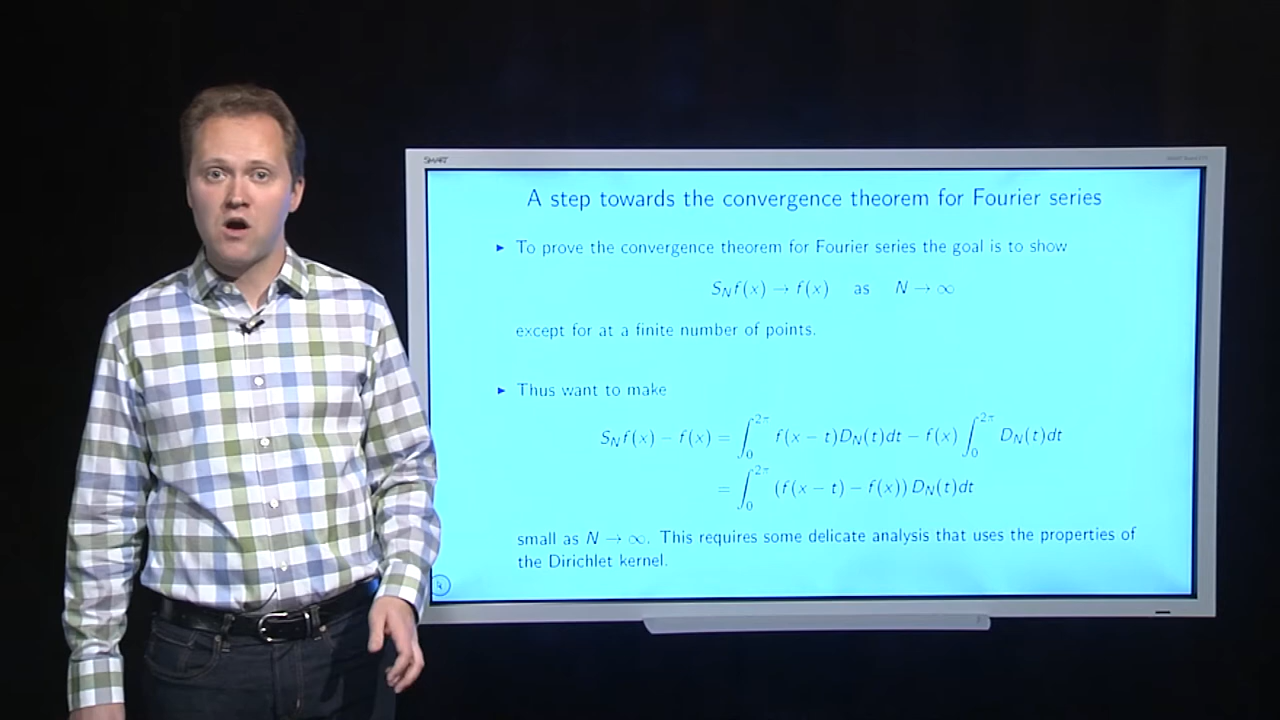 SMART
A step towards the convergence theorem for Fourier series
► To prove the convergence theorem for Fourier series the goal is to show
S_N f(x) → f(x) as N → ∞
except for at a finite number of points.
► Thus want to make
S_N f(x) − f(x) = ∫_0^{2π} f(x − t)D_N(t)dt − f(x) ∫_0^{2π} D_N(t)dt
= ∫_0^{2π} (f(x − t) − f(x)) D_N(t)dt
small as N → ∞. This requires some delicate analysis that uses the properties of
the Dirichlet kernel.